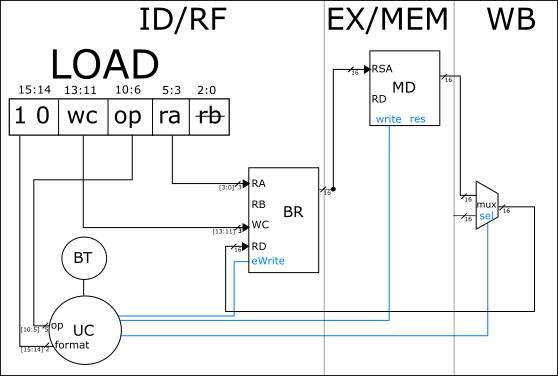 ID/RF EX/MEM WB
LOAD
15:14 13:11 10:6 5:3 2:0
1 0 wc op ra rb
RSA
MD
RD
write res
16
16
RA
RB
BR
WC
RD
eWrite
[3:0] 3
[13:11] 3
16
16
mux
sel
16
16
16
BT
UC
op
format
[10:5] 5
[15:14] 2